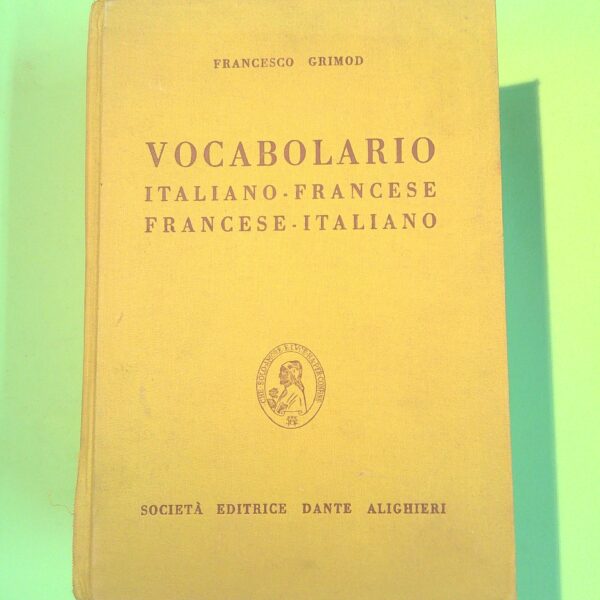 FRANCESCO GRIMOD
VOCABOLARIO
ITALIANO-FRANCESE
FRANCESE-ITALIANO
SOCIETÀ EDITRICE DANTE ALIGHIERI